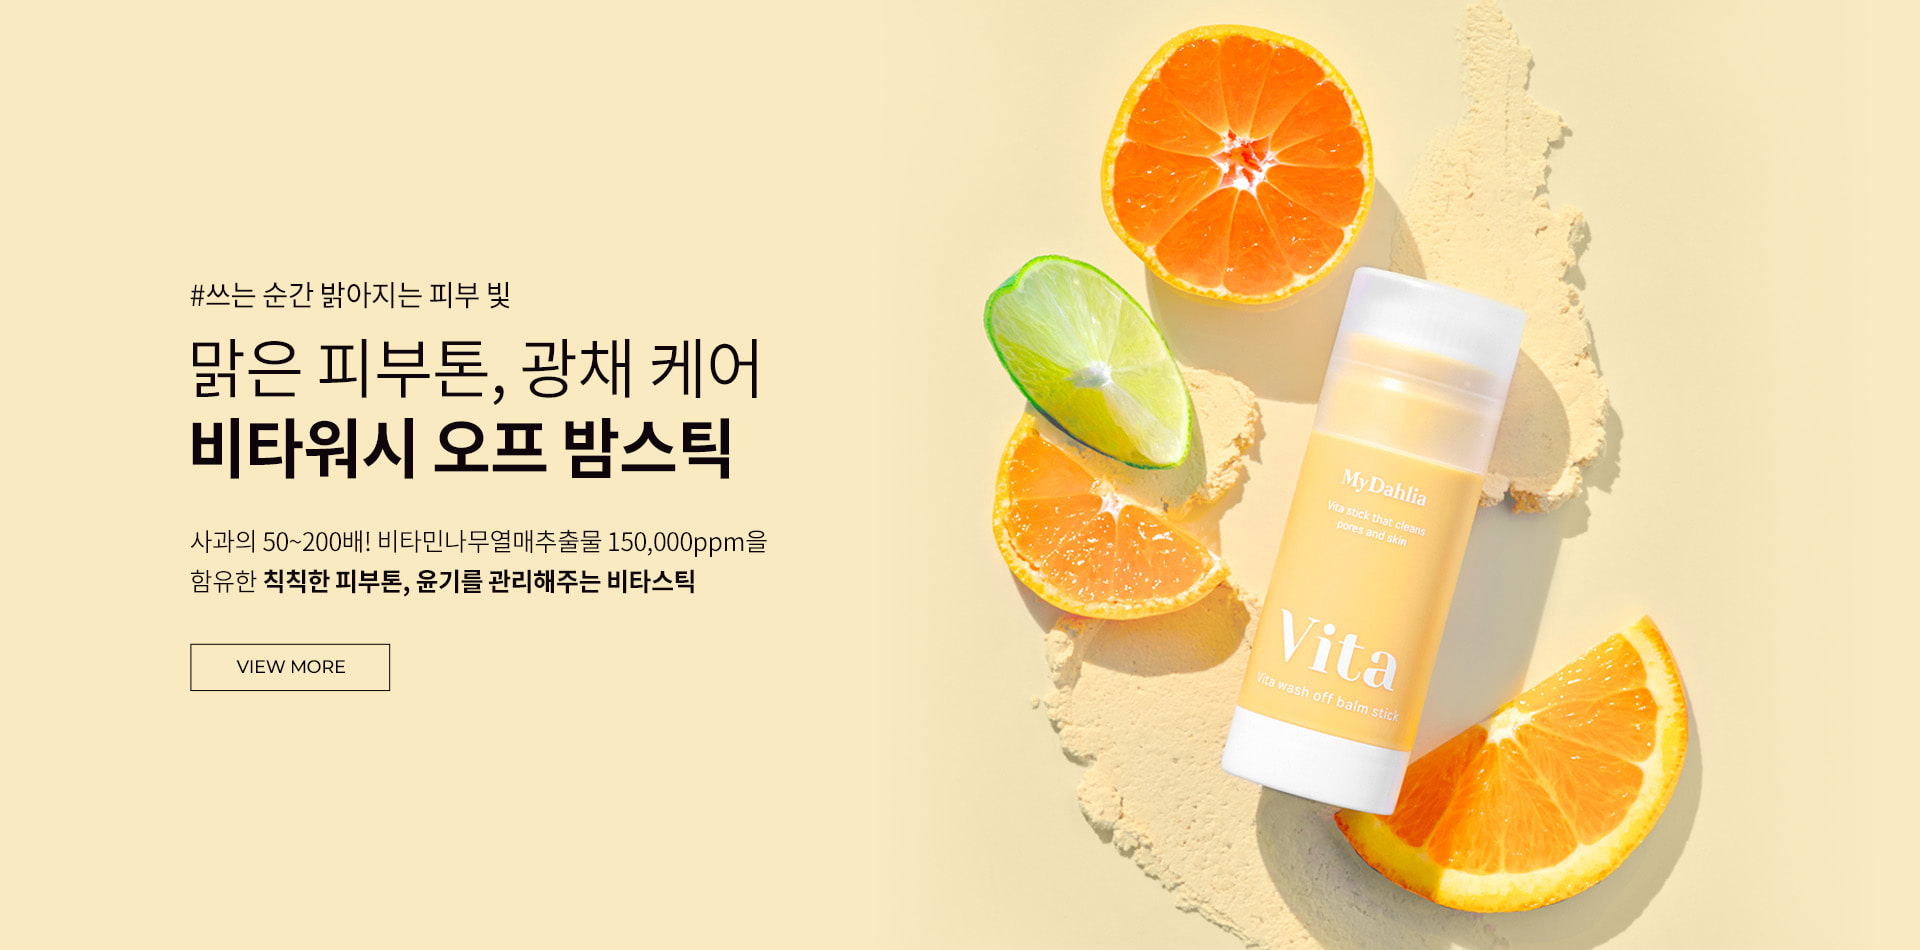 #쓰는 순간 밝아지는 피부 빛
맑은 피부톤, 광채 케어
비타워시 오프 밤스틱
사과의 50~200배! 비타민나무열매추출물 150,000ppm을
함유한 칙칙한 피부톤, 윤기를 관리해주는 비타스틱
VIEW MORE
MyDahlia
Vita stick that cleans
pores and skin
Vita
Vita wash off balm stick